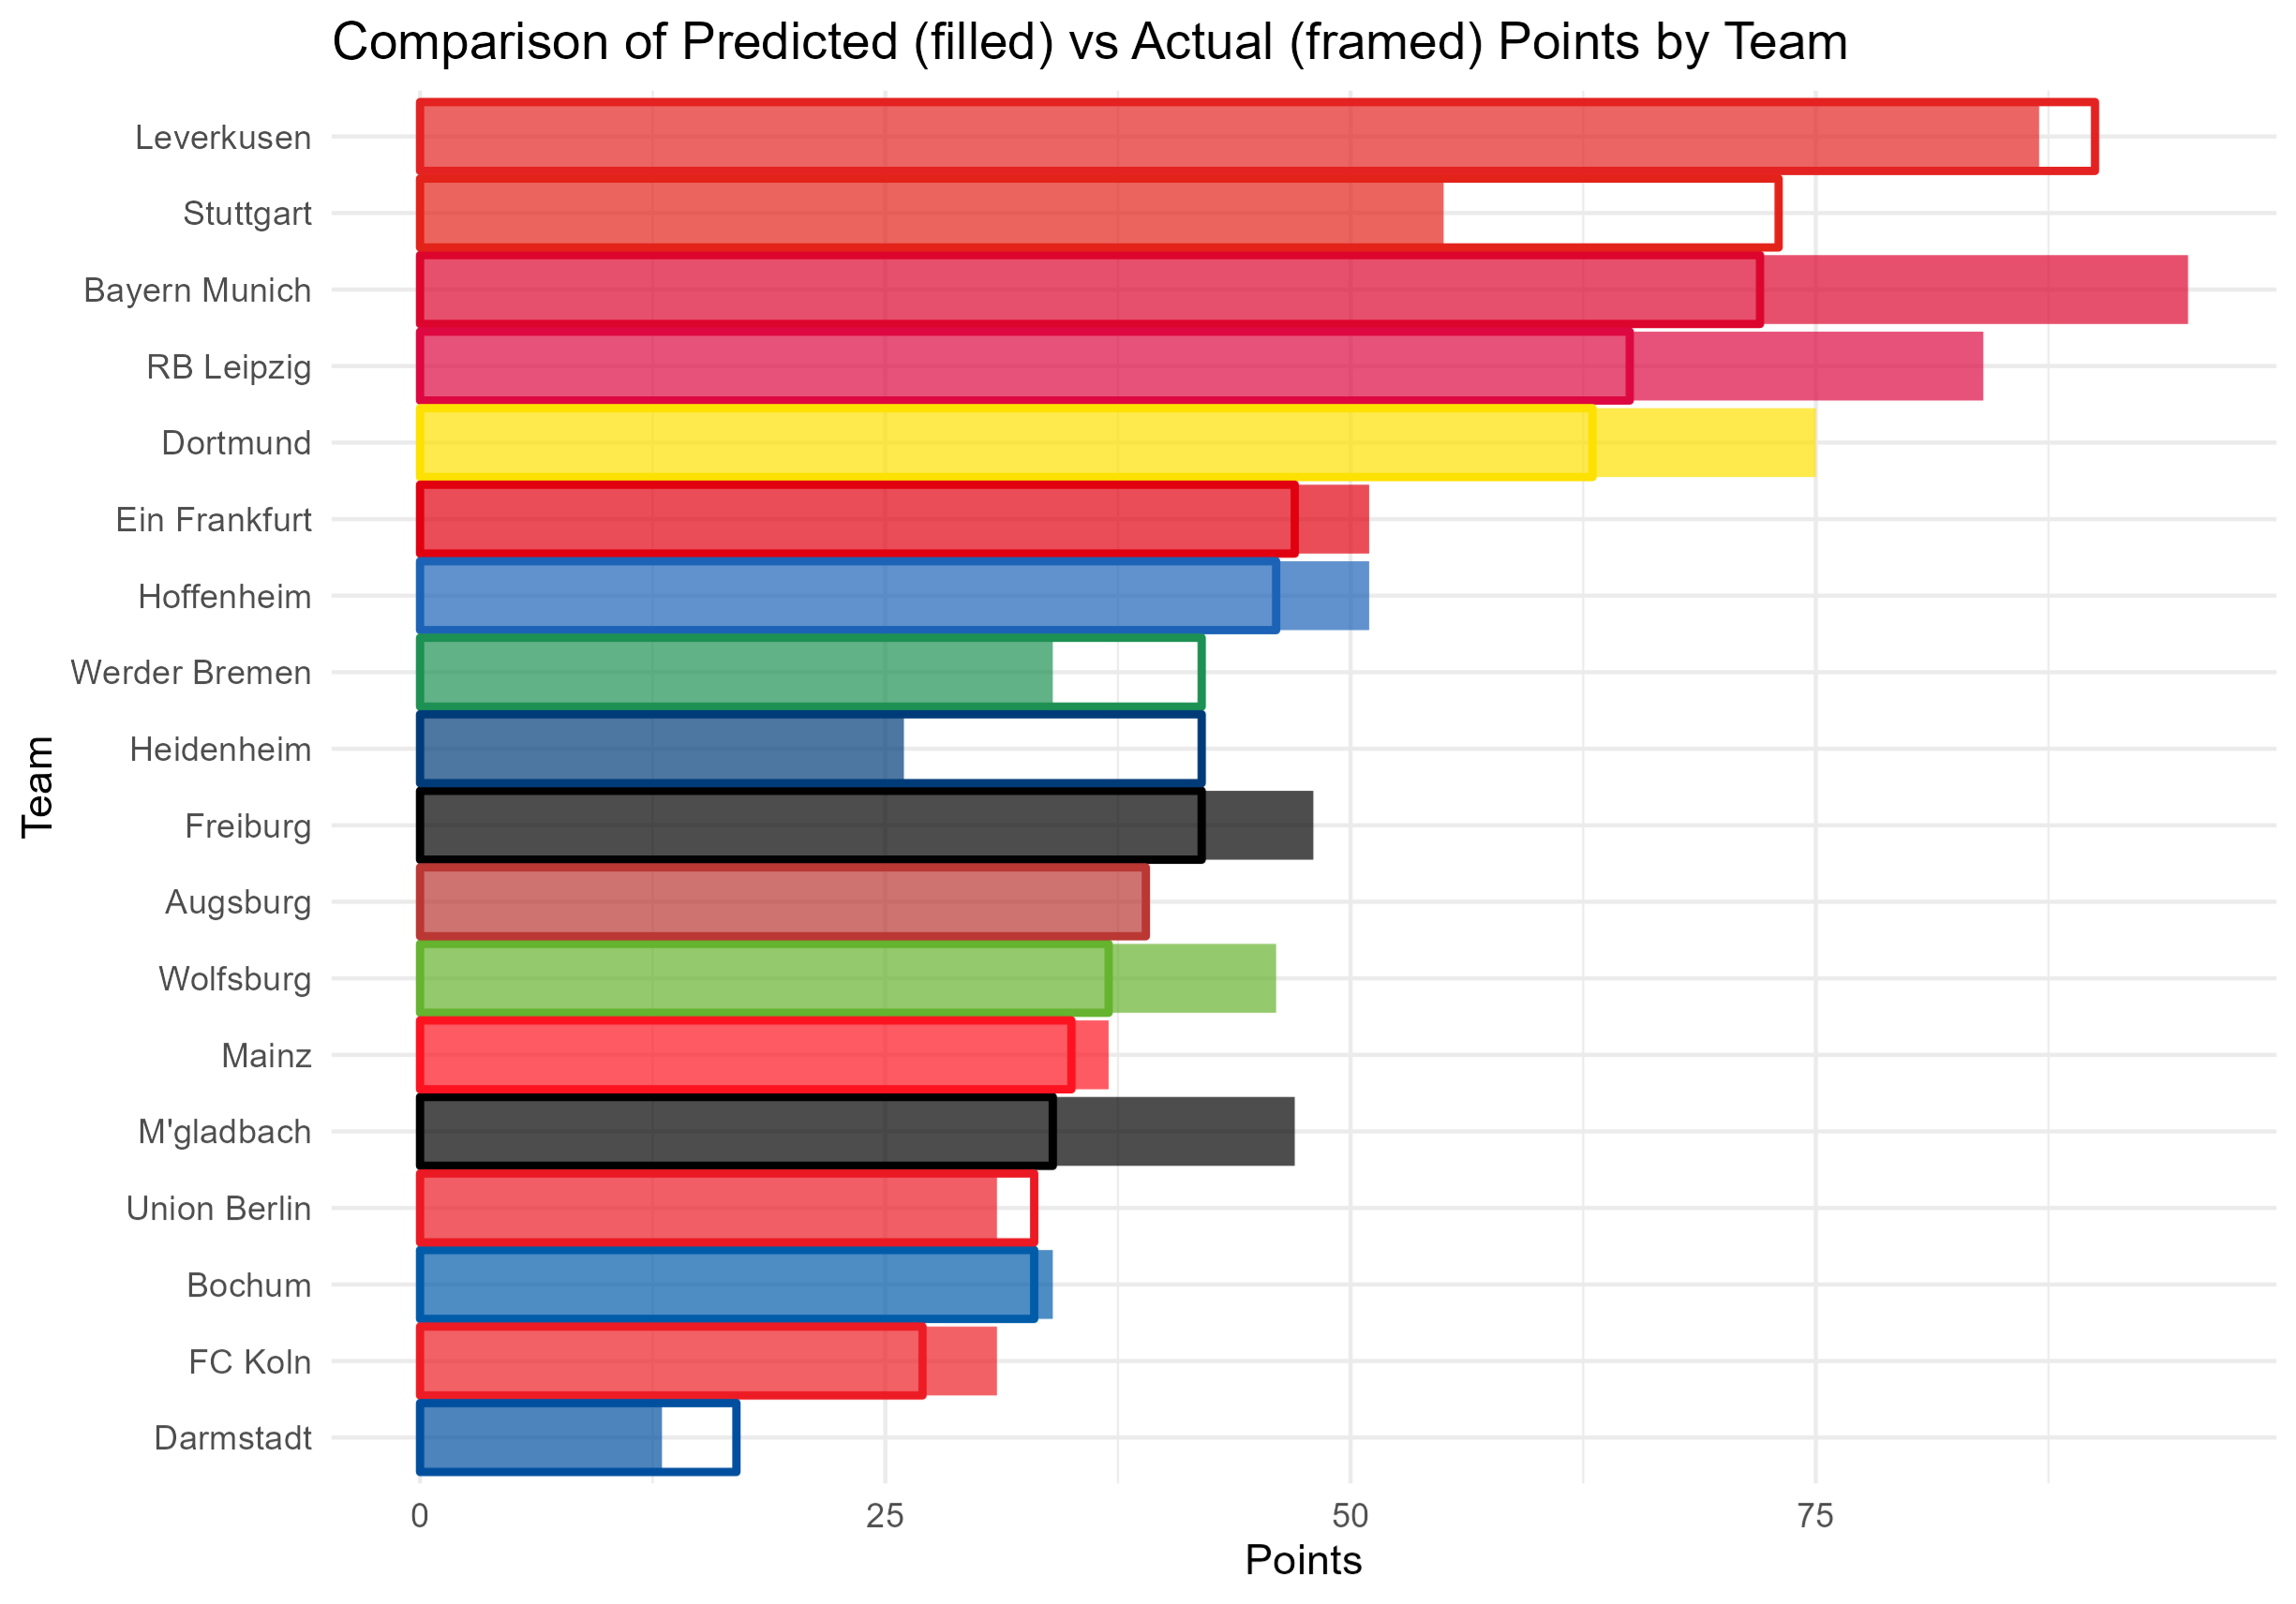 Comparison of Predicted (filled) vs Actual (framed) Points by Team
Leverkusen
Stuttgart
Bayern Munich
RB Leipzig
Dortmund
Ein Frankfurt
Hoffenheim
Werder Bremen
Heidenheim
Freiburg
Augsburg
Wolfsburg
Mainz
M'gladbach
Union Berlin
Bochum
FC Koln
Darmstadt
Team
0 25 50 75
Points